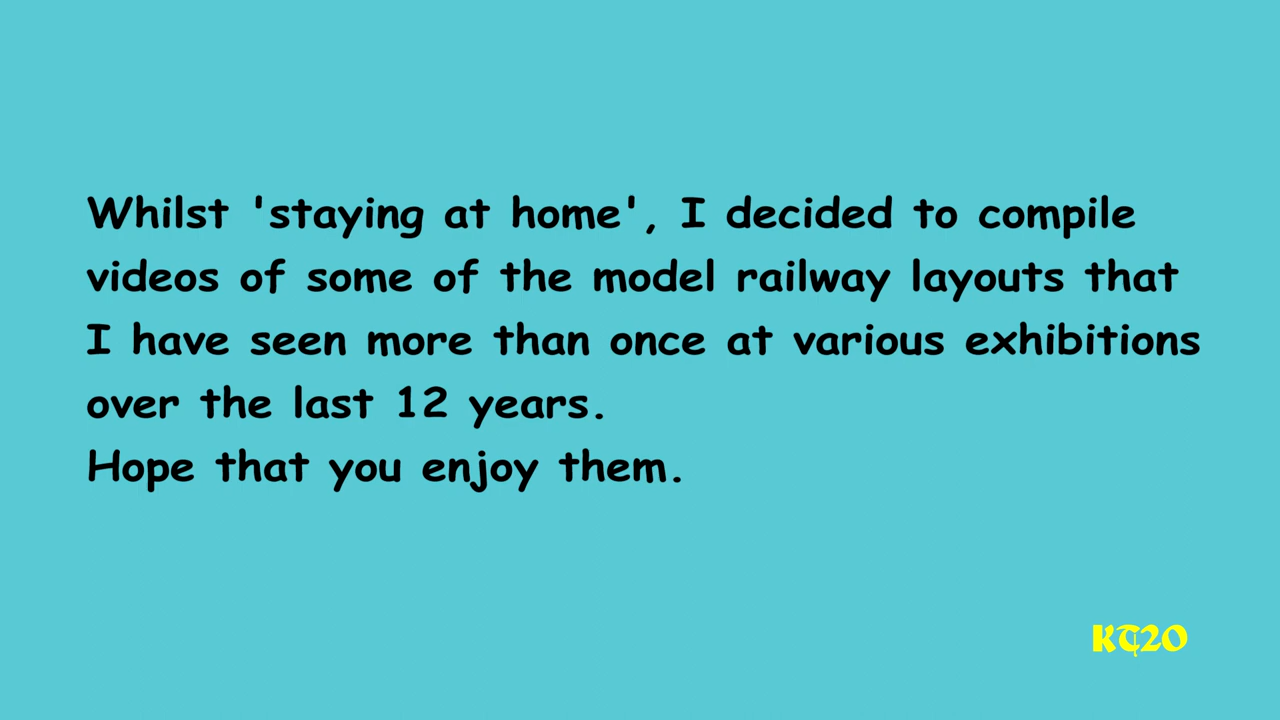 Whilst 'staying at home', I decided to compile
videos of some of the model railway layouts that
I have seen more than once at various exhibitions
over the last 12 years.
Hope that you enjoy them.
KT20